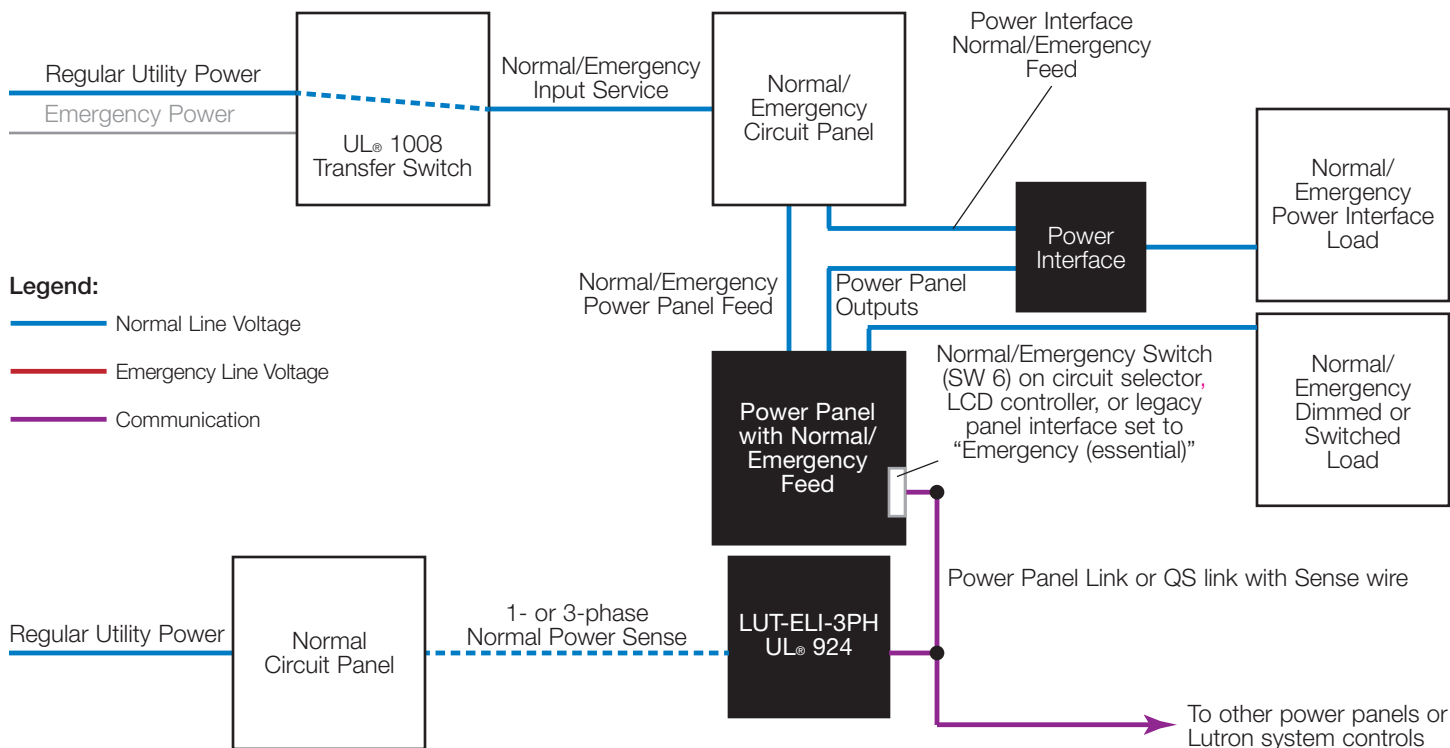 Regular Utility Power
Emergency Power
UL® 1008
Transfer Switch
Normal/Emergency
Input Service
Normal/
Emergency
Circuit Panel
Power Interface
Normal/Emergency
Feed
Power
Interface
Normal/
Emergency
Power Interface
Load
Legend:
Normal Line Voltage
Emergency Line Voltage
Communication
Normal/Emergency
Power Panel Feed
Power Panel
Outputs
Power Panel
with Normal/
Emergency
Feed
Normal/Emergency Switch
(SW 6) on circuit selector,
LCD controller, or legacy
panel interface set to
“Emergency (essential)”
Normal/
Emergency
Dimmed or
Switched
Load
Regular Utility Power
Normal
Circuit Panel
1- or 3-phase
Normal Power Sense
LUT-ELI-3PH
UL® 924
Power Panel Link or QS link with Sense wire
To other power panels or
Lutron system controls